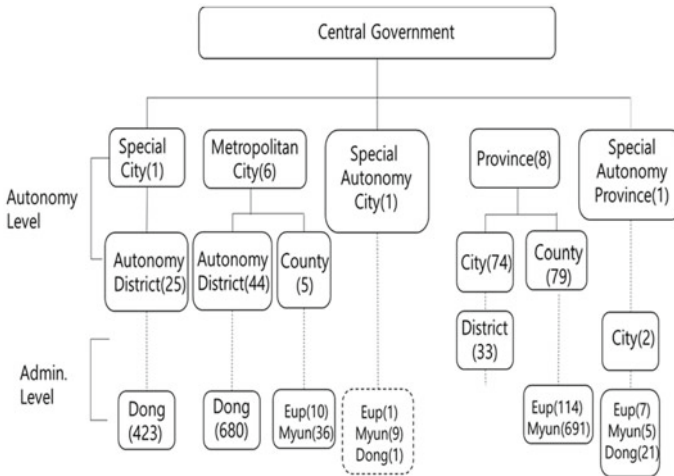 Central Government
Special
City(1)
Metropolitan
City(6)
Special
Autonomy
City(1)
Province(8)
Special
Autonomy
Province(1)
Autonomy
Level
Autonomy
District(25)
Autonomy
District(44)
County
(5)
City(74)
County
(79)
District
(33)
City(2)
Admin.
Level
Dong
(423)
Dong
(680)
Eup(10)
Myun(36)
Eup(1)
Myun(9)
Dong(1)
Eup(114)
Myun(691)
Eup(7)
Myun(5)
Dong(21)